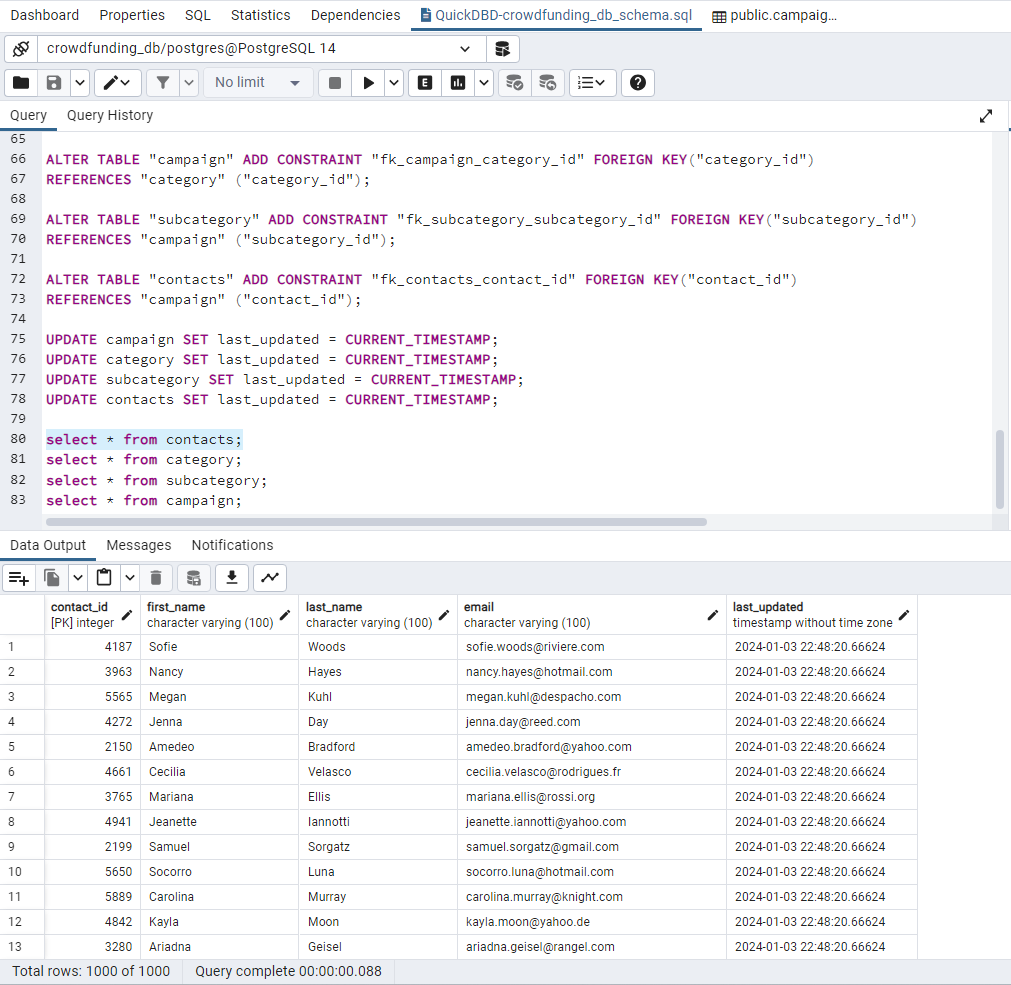 Dashboard Properties SQL Statistics Dependencies QuickDBD-crowdfunding_db_schema.sql public.campaig...
crowdfunding_db/postgres@PostgreSQL 14
No limit E
Query Query History
65
66 ALTER TABLE "campaign" ADD CONSTRAINT "fk_campaign_category_id" FOREIGN KEY("category_id")
67 REFERENCES "category" ("category_id");
68
69 ALTER TABLE "subcategory" ADD CONSTRAINT "fk_subcategory_subcategory_id" FOREIGN KEY("subcategory_id")
70 REFERENCES "campaign" ("subcategory_id");
71
72 ALTER TABLE "contacts" ADD CONSTRAINT "fk_contacts_contact_id" FOREIGN KEY("contact_id")
73 REFERENCES "campaign" ("contact_id");
74
75 UPDATE campaign SET last_updated = CURRENT_TIMESTAMP;
76 UPDATE category SET last_updated = CURRENT_TIMESTAMP;
77 UPDATE subcategory SET last_updated = CURRENT_TIMESTAMP;
78 UPDATE contacts SET last_updated = CURRENT_TIMESTAMP;
79
80 select * from contacts;
81 select * from category;
82 select * from subcategory;
83 select * from campaign;
Data Output Messages Notifications
contact_id first_name last_name email last_updated
[PK] integer character varying (100) character varying (100) character varying (100) timestamp without time zone
1 4187 Sofie Woods sofie.woods@riviere.com 2024-01-03 22:48:20.66624
2 3963 Nancy Hayes nancy.hayes@hotmail.com 2024-01-03 22:48:20.66624
3 5565 Megan Kuhl megan.kuhl@despacho.com 2024-01-03 22:48:20.66624
4 4272 Jenna Day jenna.day@reed.com 2024-01-03 22:48:20.66624
5 2150 Amedeo Bradford amedeo.bradford@yahoo.com 2024-01-03 22:48:20.66624
6 4661 Cecilia Velasco cecilia.velasco@rodrigues.fr 2024-01-03 22:48:20.66624
7 3765 Mariana Ellis mariana.ellis@rossi.org 2024-01-03 22:48:20.66624
8 4941 Jeanette Iannotti jeanette.iannotti@yahoo.com 2024-01-03 22:48:20.66624
9 2199 Samuel Sorgatz samuel.sorgatz@gmail.com 2024-01-03 22:48:20.66624
10 5650 Socorro Luna socorro.luna@hotmail.com 2024-01-03 22:48:20.66624
11 5889 Carolina Murray carolina.murray@knight.com 2024-01-03 22:48:20.66624
12 4842 Kayla Moon kayla.moon@yahoo.de 2024-01-03 22:48:20.66624
13 3280 Ariadna Geisel ariadna.geisel@rangel.com 2024-01-03 22:48:20.66624
Total rows: 1000 of 1000 Query complete 00:00:00.088